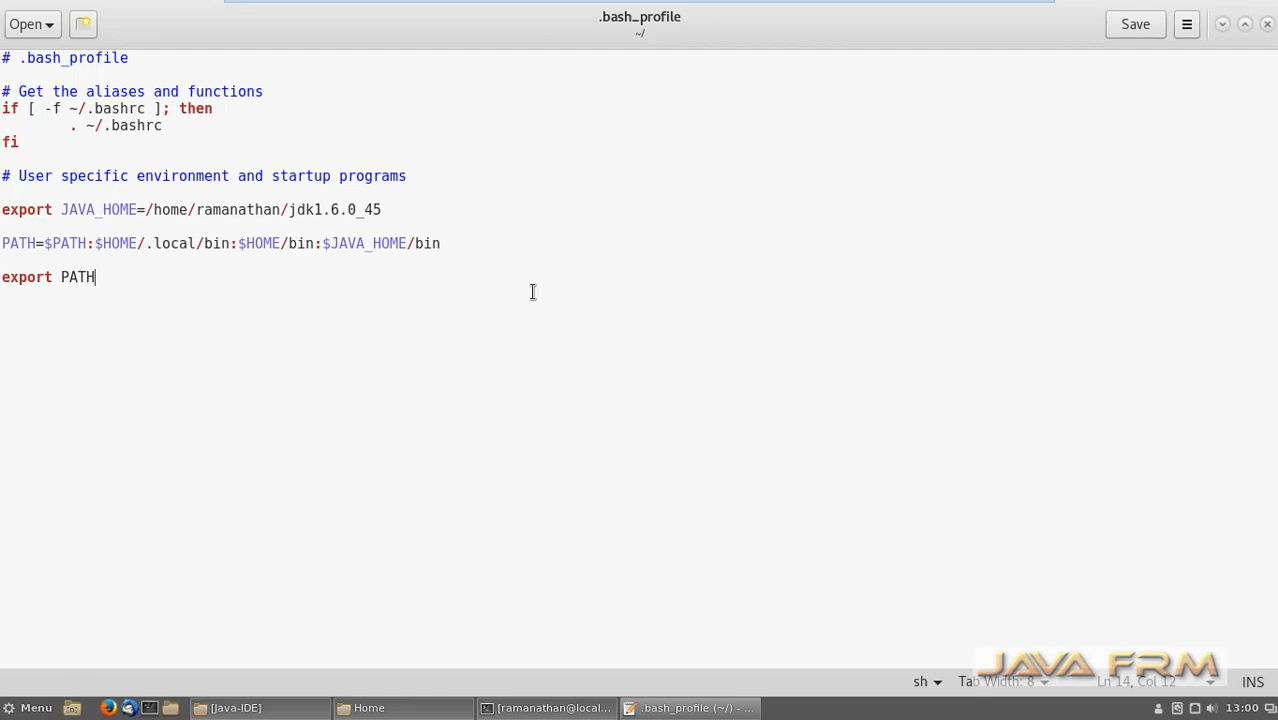 Open
.bash_profile
~/
Save
# .bash_profile
# Get the aliases and functions
if [ -f ~/.bashrc ]; then
        . ~/.bashrc
fi
# User specific environment and startup programs
export JAVA_HOME=/home/ramanathan/jdk1.6.0_45
PATH=$PATH:$HOME/.local/bin:$HOME/bin:$JAVA_HOME/bin
export PATH
JAVA FRM
sh
Tab Width: 8
Ln 14, Col 12
INS
Menu
[Java-IDE]
Home
[ramanathan@local...
.bash_profile (~/) - ...
13:00